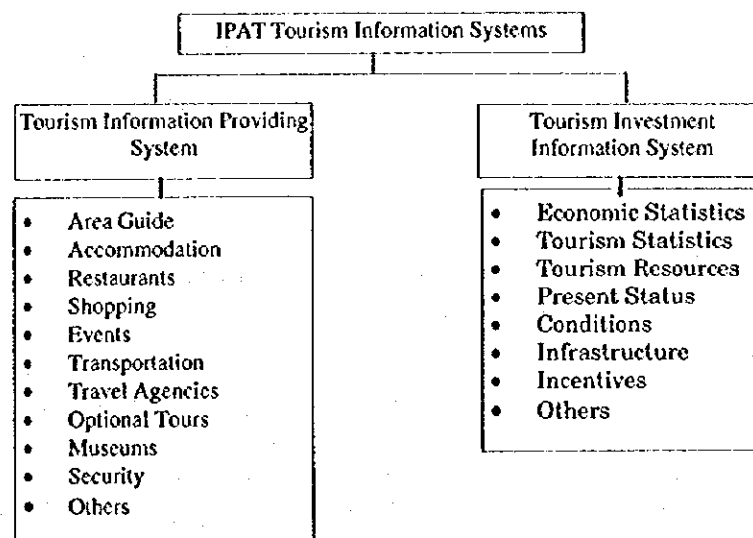 IPAT Tourism Information Systems
Tourism Information Providing
System
• Area Guide
• Accommodation
• Restaurants
• Shopping
• Events
• Transportation
• Travel Agencies
• Optional Tours
• Museums
• Security
• Others
Tourism Investment
Information System
• Economic Statistics
• Tourism Statistics
• Tourism Resources
• Present Status
• Conditions
• Infrastructure
• Incentives
• Others